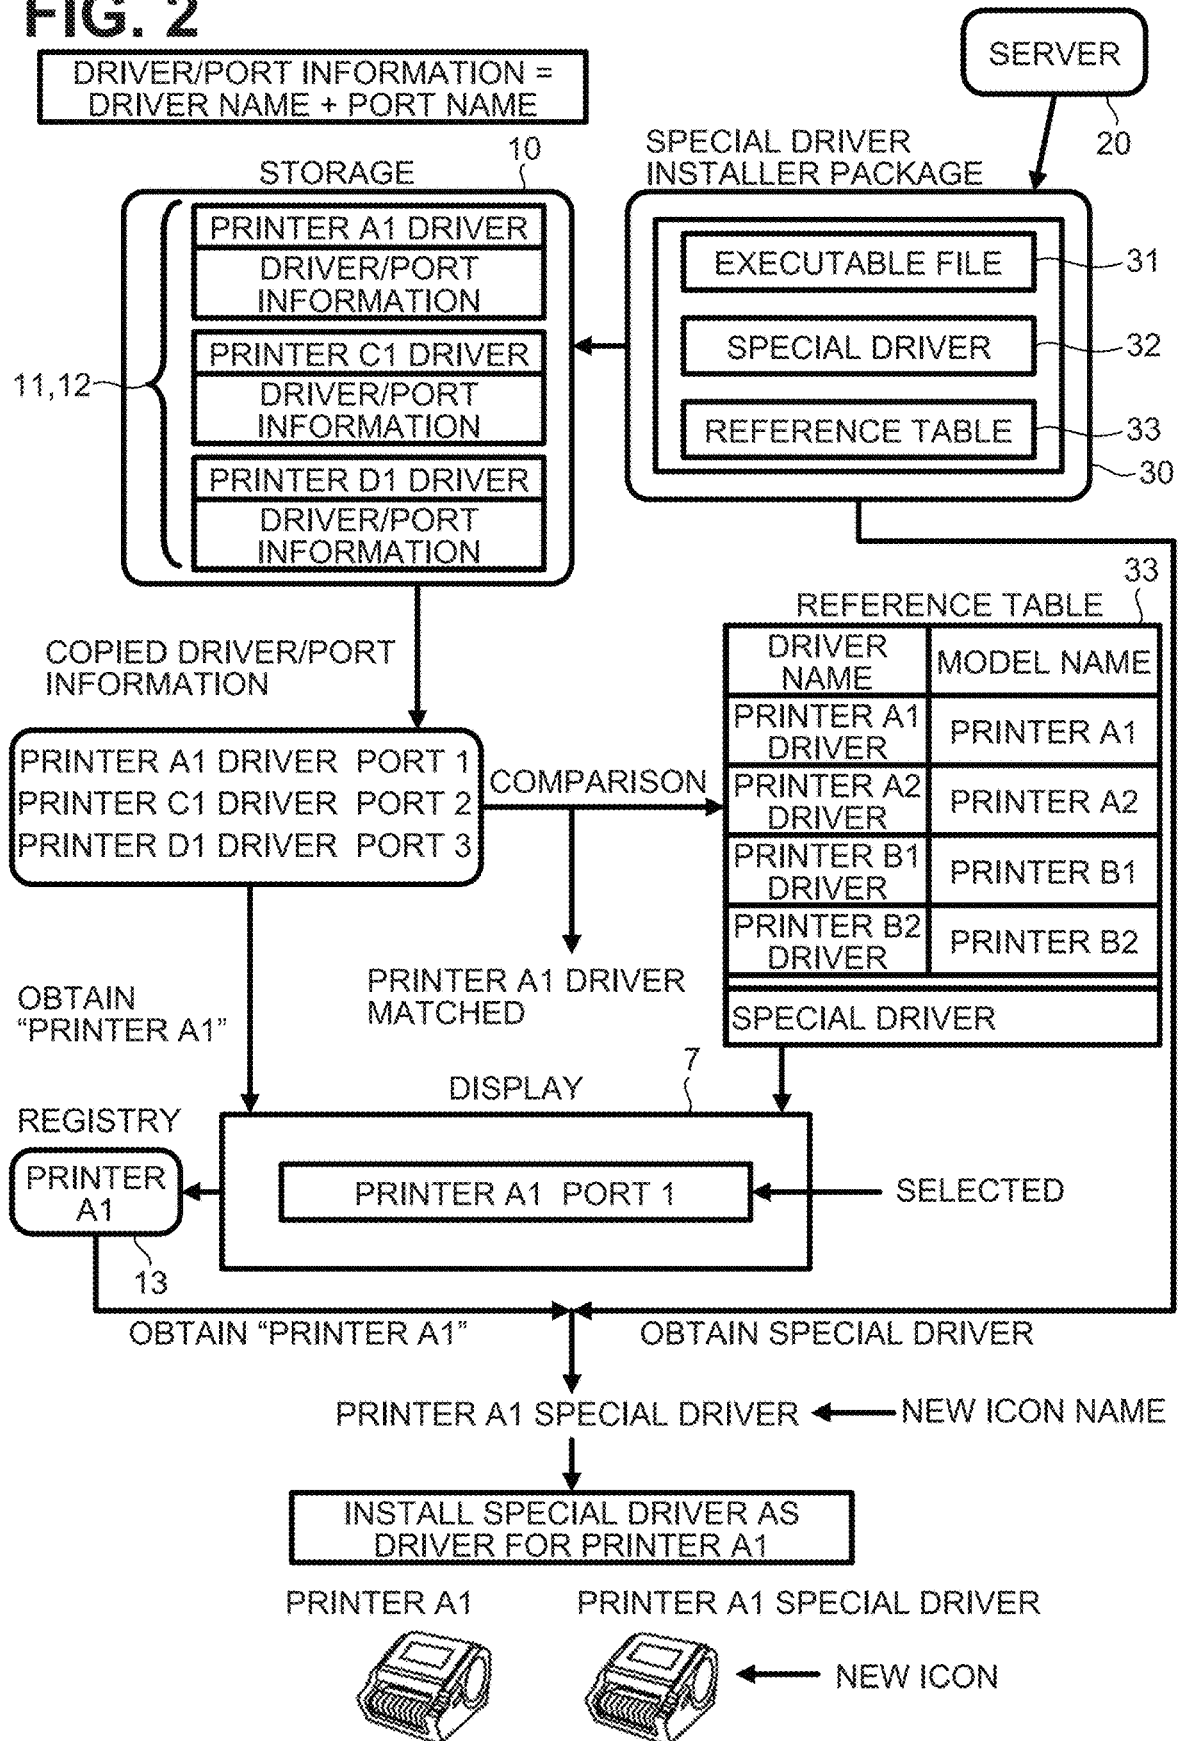 FIG. 2
DRIVER/PORT INFORMATION =
DRIVER NAME + PORT NAME
SERVER
20
STORAGE
10
SPECIAL DRIVER
INSTALLER PACKAGE
PRINTER A1 DRIVER
DRIVER/PORT
INFORMATION
PRINTER C1 DRIVER
DRIVER/PORT
INFORMATION
PRINTER D1 DRIVER
DRIVER/PORT
INFORMATION
11,12
EXECUTABLE FILE
31
SPECIAL DRIVER
32
REFERENCE TABLE
33
30
COPIED DRIVER/PORT
INFORMATION
PRINTER A1 DRIVER PORT 1
PRINTER C1 DRIVER PORT 2
PRINTER D1 DRIVER PORT 3
COMPARISON
REFERENCE TABLE
33
DRIVER
NAME
MODEL NAME
PRINTER A1
DRIVER
PRINTER A1
PRINTER A2
DRIVER
PRINTER A2
PRINTER B1
DRIVER
PRINTER B1
PRINTER B2
DRIVER
PRINTER B2
SPECIAL DRIVER
PRINTER A1 DRIVER
MATCHED
OBTAIN
“PRINTER A1”
DISPLAY
7
REGISTRY
PRINTER
A1
13
PRINTER A1 PORT 1
SELECTED
OBTAIN “PRINTER A1”
OBTAIN SPECIAL DRIVER
PRINTER A1 SPECIAL DRIVER
NEW ICON NAME
INSTALL SPECIAL DRIVER AS
DRIVER FOR PRINTER A1
PRINTER A1
PRINTER A1 SPECIAL DRIVER
NEW ICON